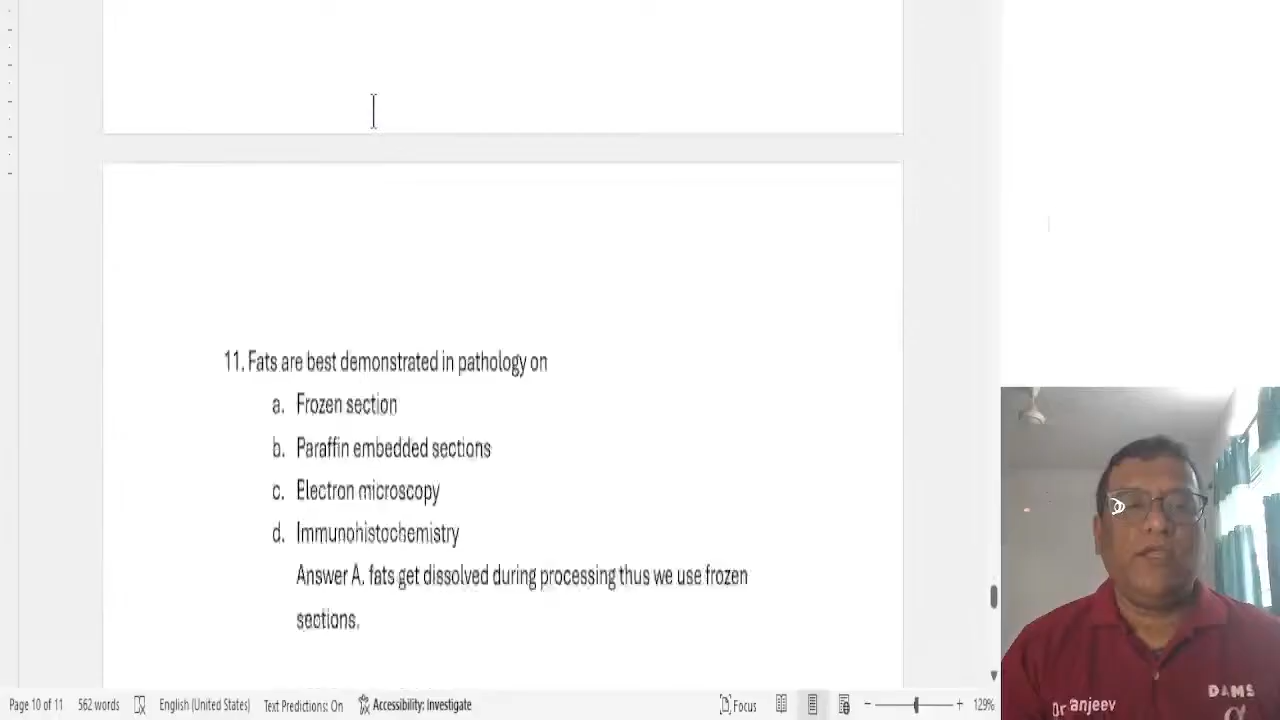 11. Fats are best demonstrated in pathology on
a. Frozen section
b. Paraffin embedded sections
c. Electron microscopy
d. Immunohistochemistry
Answer A. fats get dissolved during processing thus we use frozen
sections.
Page 10 of 11 562 words English (United States) Text Predictions: On Accessibility: Investigate Focus 129%
DAMS
Dr anjeev